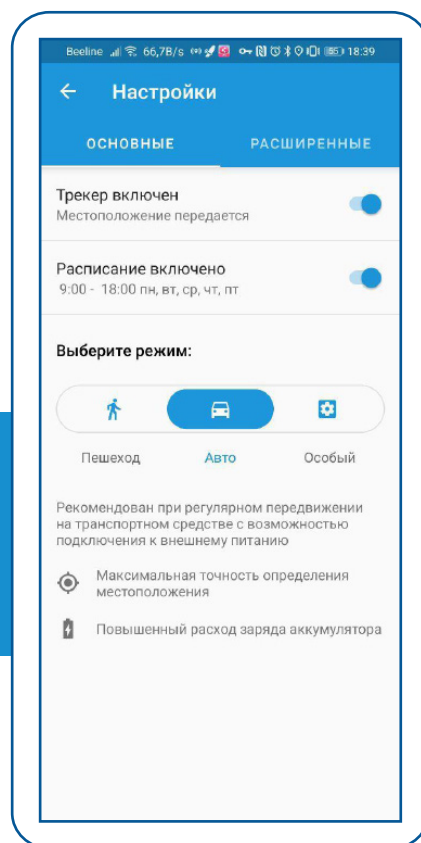 Beeline 66,7B/s 85 18:39
Настройки
ОСНОВНЫЕ РАСШИРЕННЫЕ
Трекер включен
Местоположение передается
Расписание включено
9:00 - 18:00 пн, вт, ср, чт, пт
Выберите режим:
Пешеход Авто Особый
Рекомендован при регулярном передвижении
на транспортном средстве с возможностью
подключения к внешнему питанию
Максимальная точность определения
местоположения
Повышенный расход заряда аккумулятора